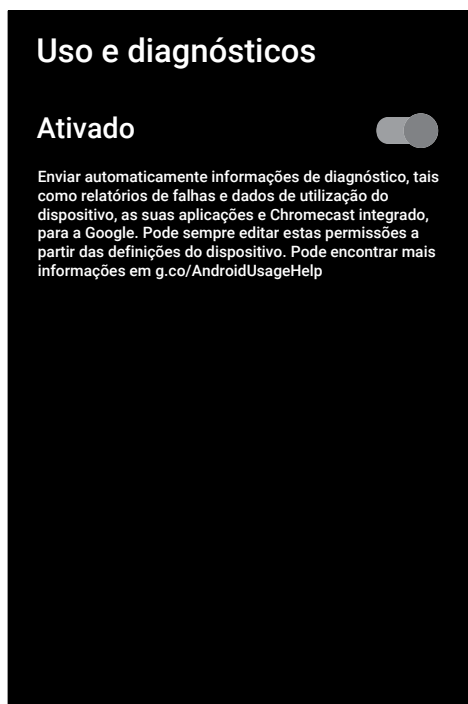 Uso e diagnósticos
Ativado
Enviar automaticamente informações de diagnóstico, tais
como relatórios de falhas e dados de utilização do
dispositivo, as suas aplicações e Chromecast integrado,
para a Google. Pode sempre editar estas permissões a
partir das definições do dispositivo. Pode encontrar mais
informações em g.co/AndroidUsageHelp